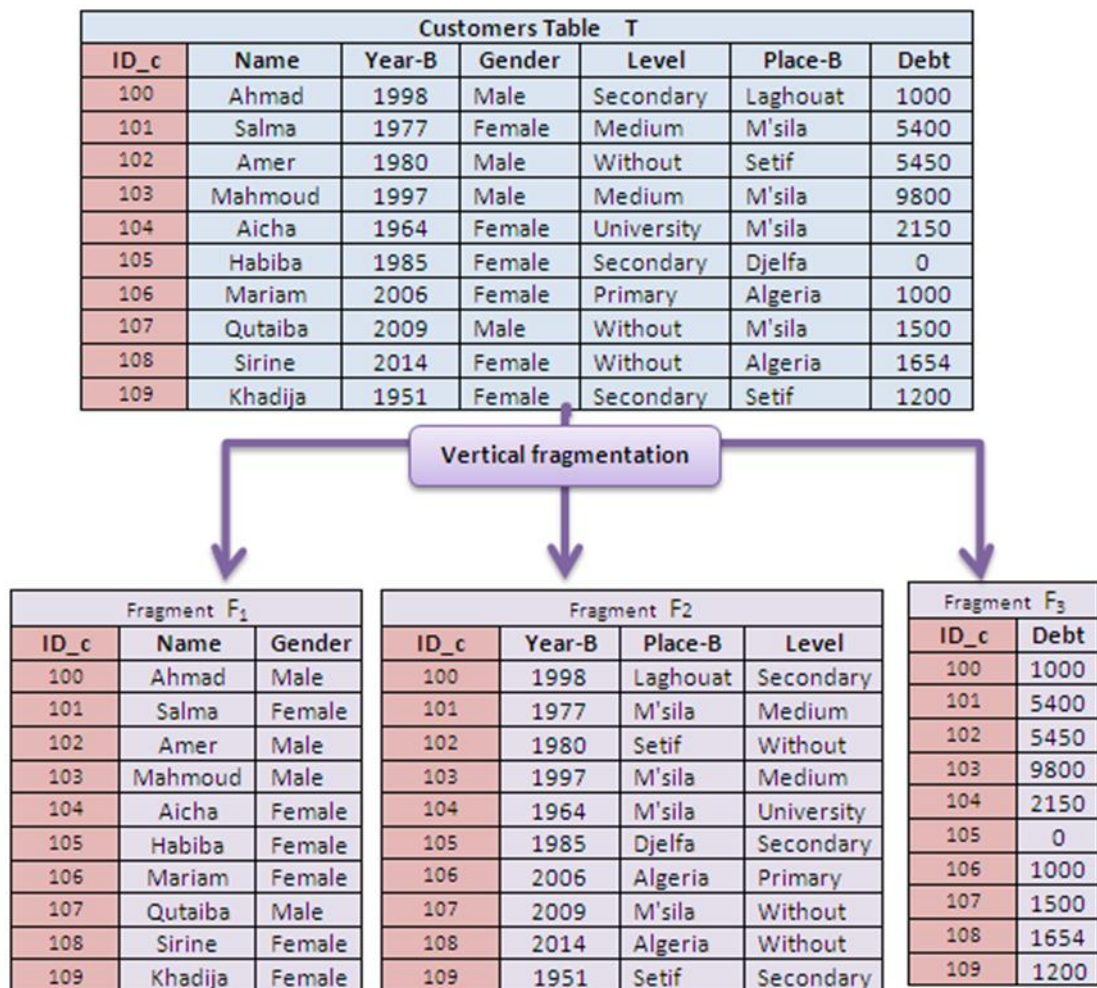 Customers Table T
ID_c Name Year-B Gender Level Place-B Debt
100 Ahmad 1998 Male Secondary Laghouat 1000
101 Salma 1977 Female Medium M'sila 5400
102 Amer 1980 Male Without Setif 5450
103 Mahmoud 1997 Male Medium M'sila 9800
104 Aicha 1964 Female University M'sila 2150
105 Habiba 1985 Female Secondary Djelfa 0
106 Mariam 2006 Female Primary Algeria 1000
107 Qutaiba 2009 Male Without M'sila 1500
108 Sirine 2014 Female Without Algeria 1654
109 Khadija 1951 Female Secondary Setif 1200
Vertical fragmentation
Fragment F1
ID_c Name Gender
100 Ahmad Male
101 Salma Female
102 Amer Male
103 Mahmoud Male
104 Aicha Female
105 Habiba Female
106 Mariam Female
107 Qutaiba Male
108 Sirine Female
109 Khadija Female
Fragment F2
ID_c Year-B Place-B Level
100 1998 Laghouat Secondary
101 1977 M'sila Medium
102 1980 Setif Without
103 1997 M'sila Medium
104 1964 M'sila University
105 1985 Djelfa Secondary
106 2006 Algeria Primary
107 2009 M'sila Without
108 2014 Algeria Without
109 1951 Setif Secondary
Fragment F3
ID_c Debt
100 1000
101 5400
102 5450
103 9800
104 2150
105 0
106 1000
107 1500
108 1654
109 1200